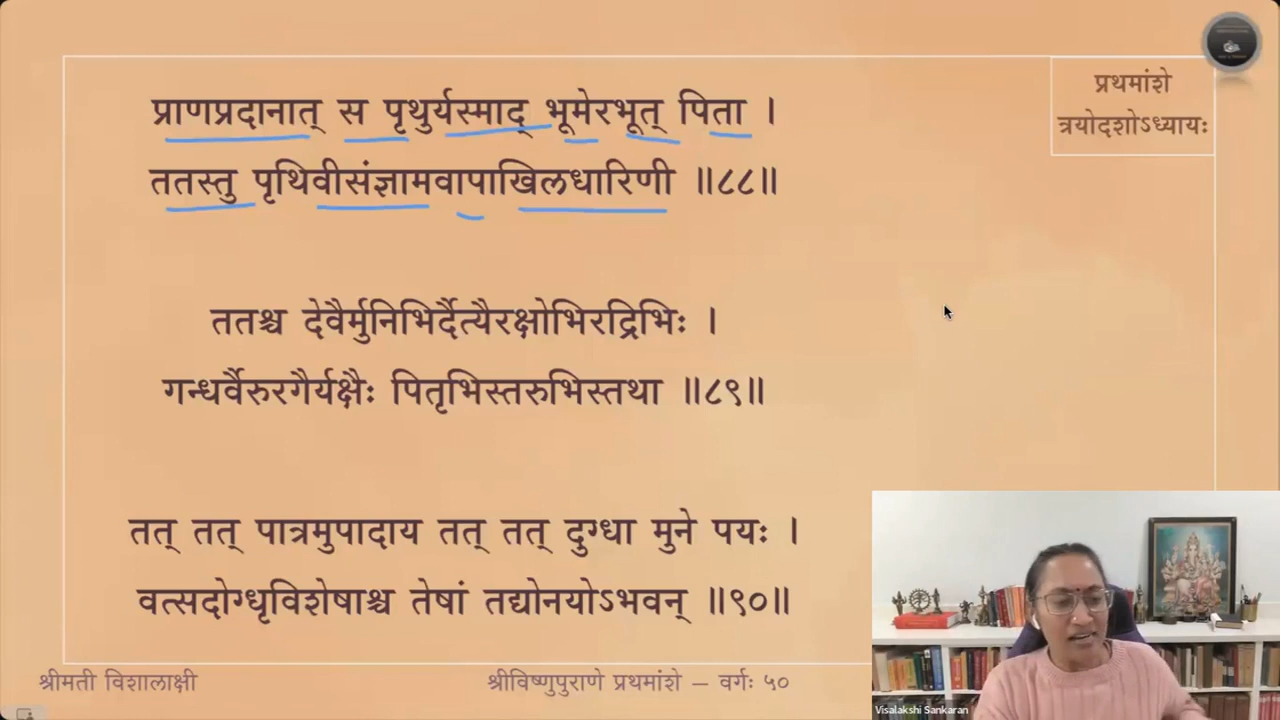 प्रथमांशे
त्रयोदशोऽध्यायः
प्राणप्रदानात् स पृथुर्यस्माद् भूमेरभूत् पिता ।
ततस्तु पृथिवीसंज्ञामवापाखिलधारिणी ॥८८॥
ततश्च देवैर्मुनिभिर्दैत्यैरक्षोभिरद्रिभिः ।
गन्धर्वैरुरगैर्यक्षैः पितृभिस्तरुभिस्तथा ॥८९॥
तत् तत् पात्रमुपादाय तत् तत् दुग्धा मुने पयः ।
वत्सदोग्धृविशेषाश्च तेषां तद्योनयोऽभवन् ॥९०॥
श्रीमती विशालाक्षी
श्रीविष्णुपुराणे प्रथमांशे – वर्गः ५०
Visalakshi Sankaran